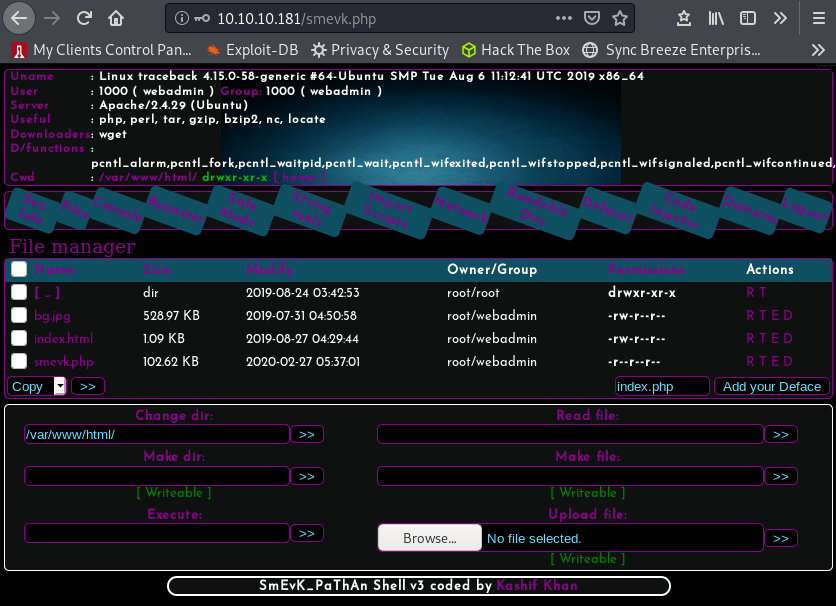 10.10.10.181/smevk.php
My Clients Control Pan... Exploit-DB Privacy & Security Hack The Box Sync Breeze Enterpris...
Uname : Linux traceback 4.15.0-58-generic #64-Ubuntu SMP Tue Aug 6 11:12:41 UTC 2019 x86_64
User : 1000 ( webadmin ) Group: 1000 ( webadmin )
Server : Apache/2.4.29 (Ubuntu)
Useful : php, perl, tar, gzip, bzip2, nc, locate
Downloaders: wget
D/functions :
pcntl_alarm,pcntl_fork,pcntl_waitpid,pcntl_wait,pcntl_wifexited,pcntl_wifstopped,pcntl_wifsignaled,pcntl_wifcontinued,
Cwd : /var/www/html/ drwxr-xr-x [ home ]
Sec Info Files Console Bypasser Safe Mode String tools Import Scripts Network Readable Dirs Defacer Code Injector Domains Logout
File manager
Name Size Modify Owner/Group Permissions Actions
[ .. ] dir 2019-08-24 03:42:53 root/root drwxr-xr-x R T
bg.jpg 528.97 KB 2019-07-31 04:50:58 root/webadmin -rw-r--r-- R T E D
index.html 1.09 KB 2019-08-27 04:29:44 root/webadmin -rw-r--r-- R T E D
smevk.php 102.62 KB 2020-02-27 05:37:01 root/webadmin -r--r--r-- R T E D
Copy >> index.php Add your Deface
Change dir: Read file:
/var/www/html/ >> >>
Make dir: Make file:
>> >>
[ Writeable ] [ Writeable ]
Execute: Upload file:
>> Browse... No file selected. >>
[ Writeable ]
SmEvK_PaThAn Shell v3 coded by Kashif Khan